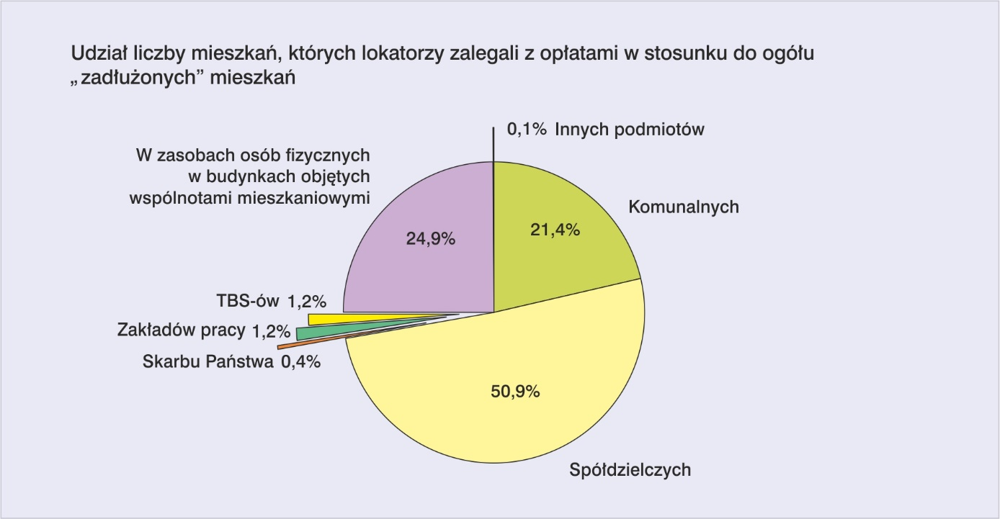 Udział liczby mieszkań, których lokatorzy zalegali z opłatami w stosunku do ogółu
„zadłużonych” mieszkań
0,1% Innych podmiotów
W zasobach osób fizycznych
w budynkach objętych
wspólnotami mieszkaniowymi
Komunalnych
21,4%
24,9%
TBS-ów 1,2%
Zakładów pracy 1,2%
Skarbu Państwa 0,4%
50,9%
Spółdzielczych